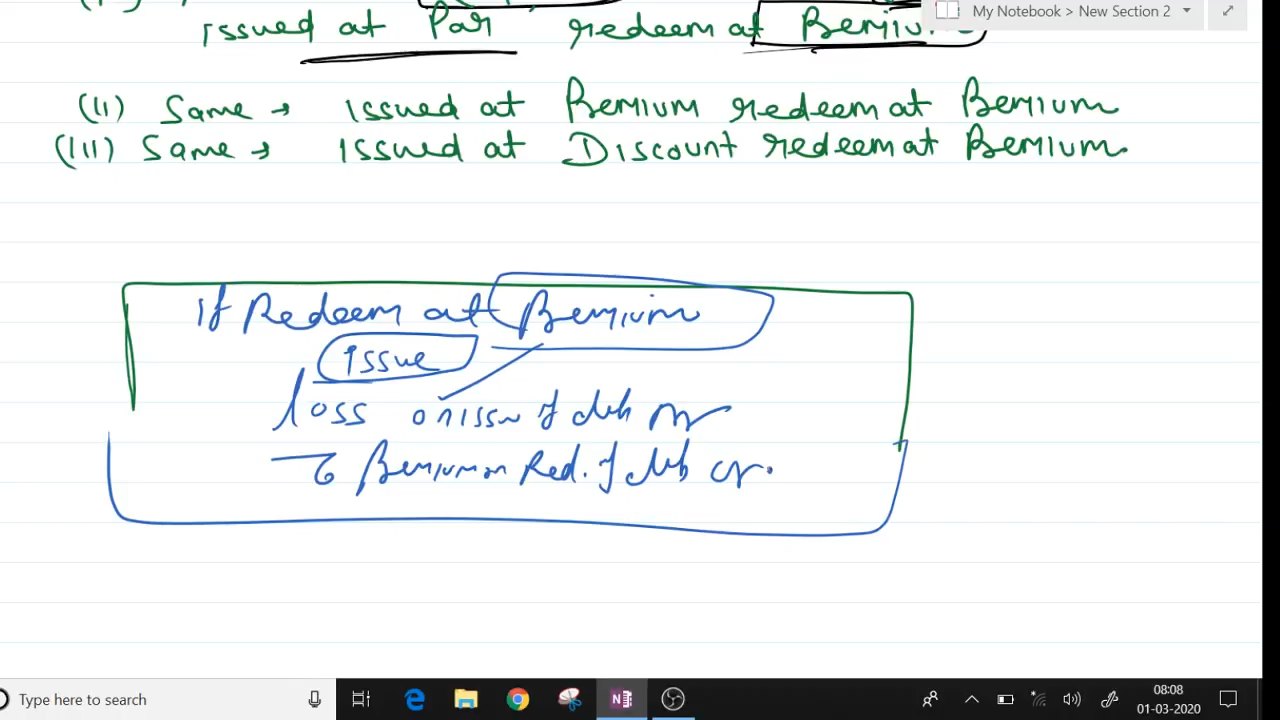 My Notebook > New Section 2
issued at Par redeem at Premium
(II) Same → issued at Premium redeem at Premium
(III) Same → issued at Discount redeem at Premium.
If Redeem at Premium
issue
loss on issu of deb Dr
To Premium on Red. of deb cr.
Type here to search
08:08
01-03-2020